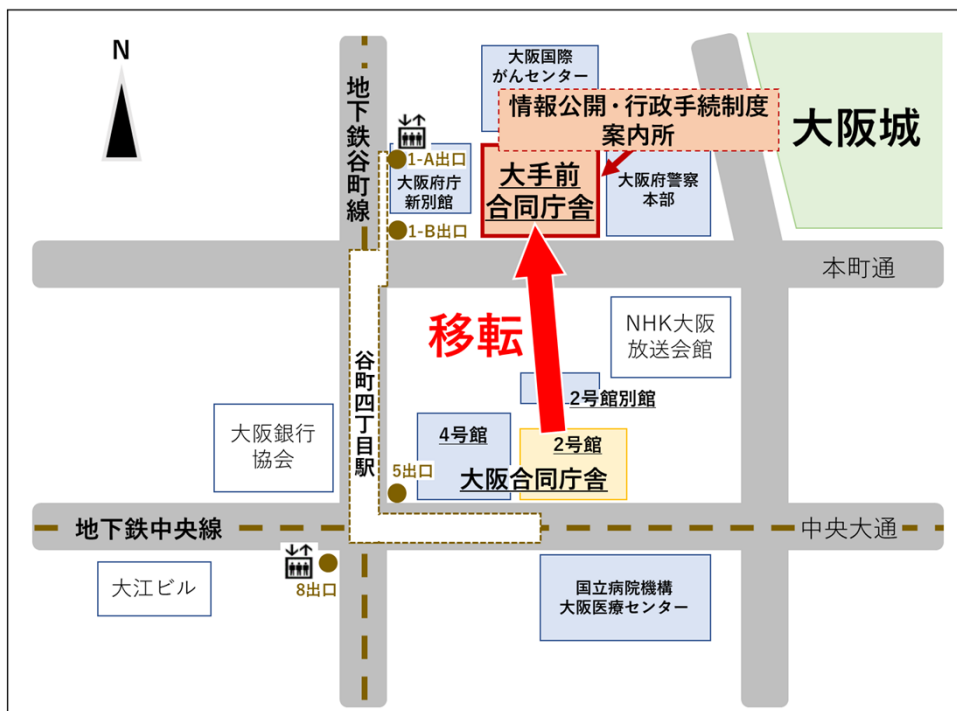 N
大阪国際
がんセンター
情報公開・行政手続制度
案内所
大阪城
地下鉄谷町線
1-A出口
大阪府庁
新別館
大手前
合同庁舎
大阪府警察
本部
1-B出口
本町通
移転
NHK大阪
放送会館
谷町四丁目駅
2号館別館
大阪銀行
協会
4号館
2号館
5出口
大阪合同庁舎
地下鉄中央線
中央大通
大江ビル
8出口
国立病院機構
大阪医療センター